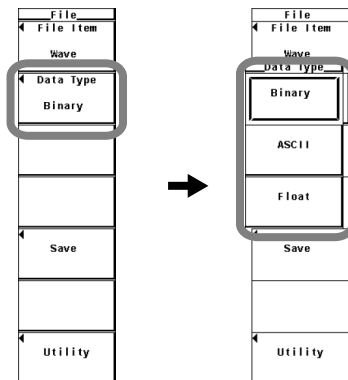 File
File Item
Wave
Data Type
Binary
Save
Utility
File
File Item
Wave
Data Type
Binary
ASCII
Float
Save
Utility